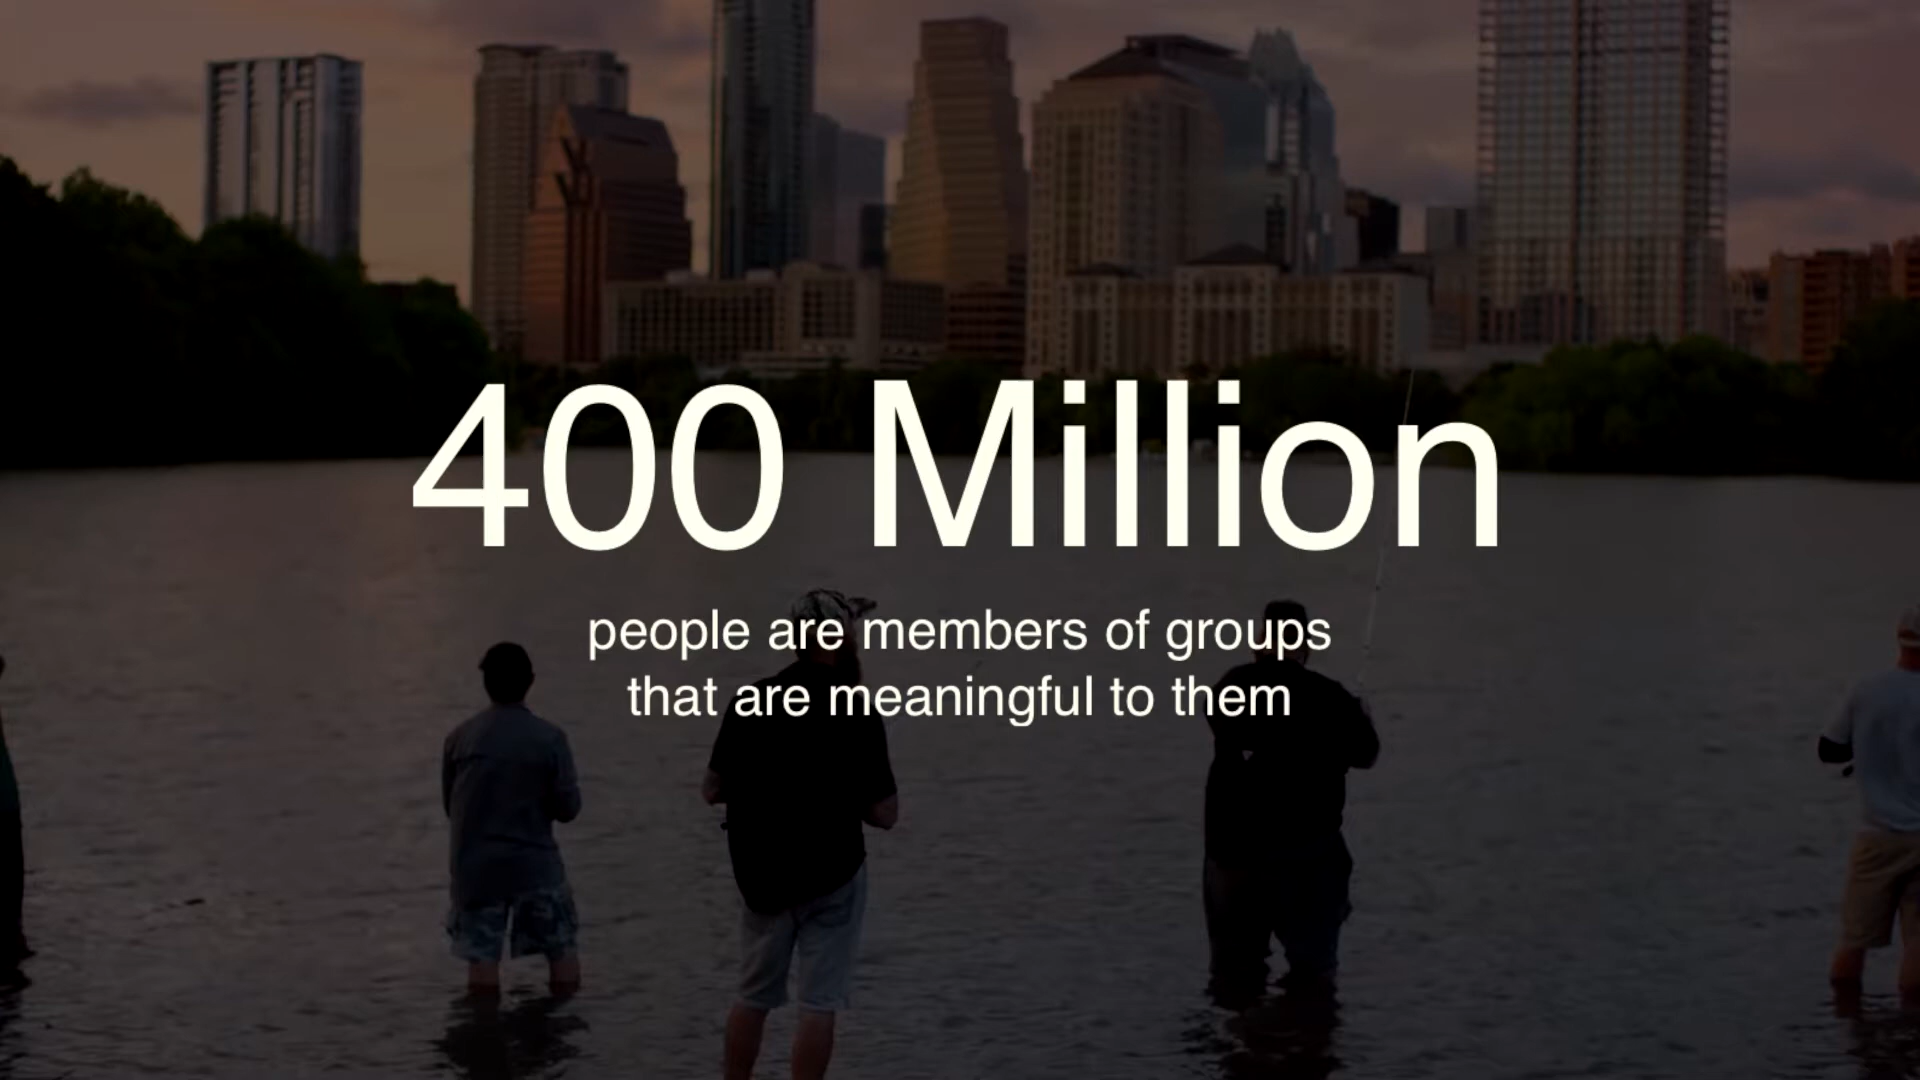 400 Million
people are members of groups
that are meaningful to them